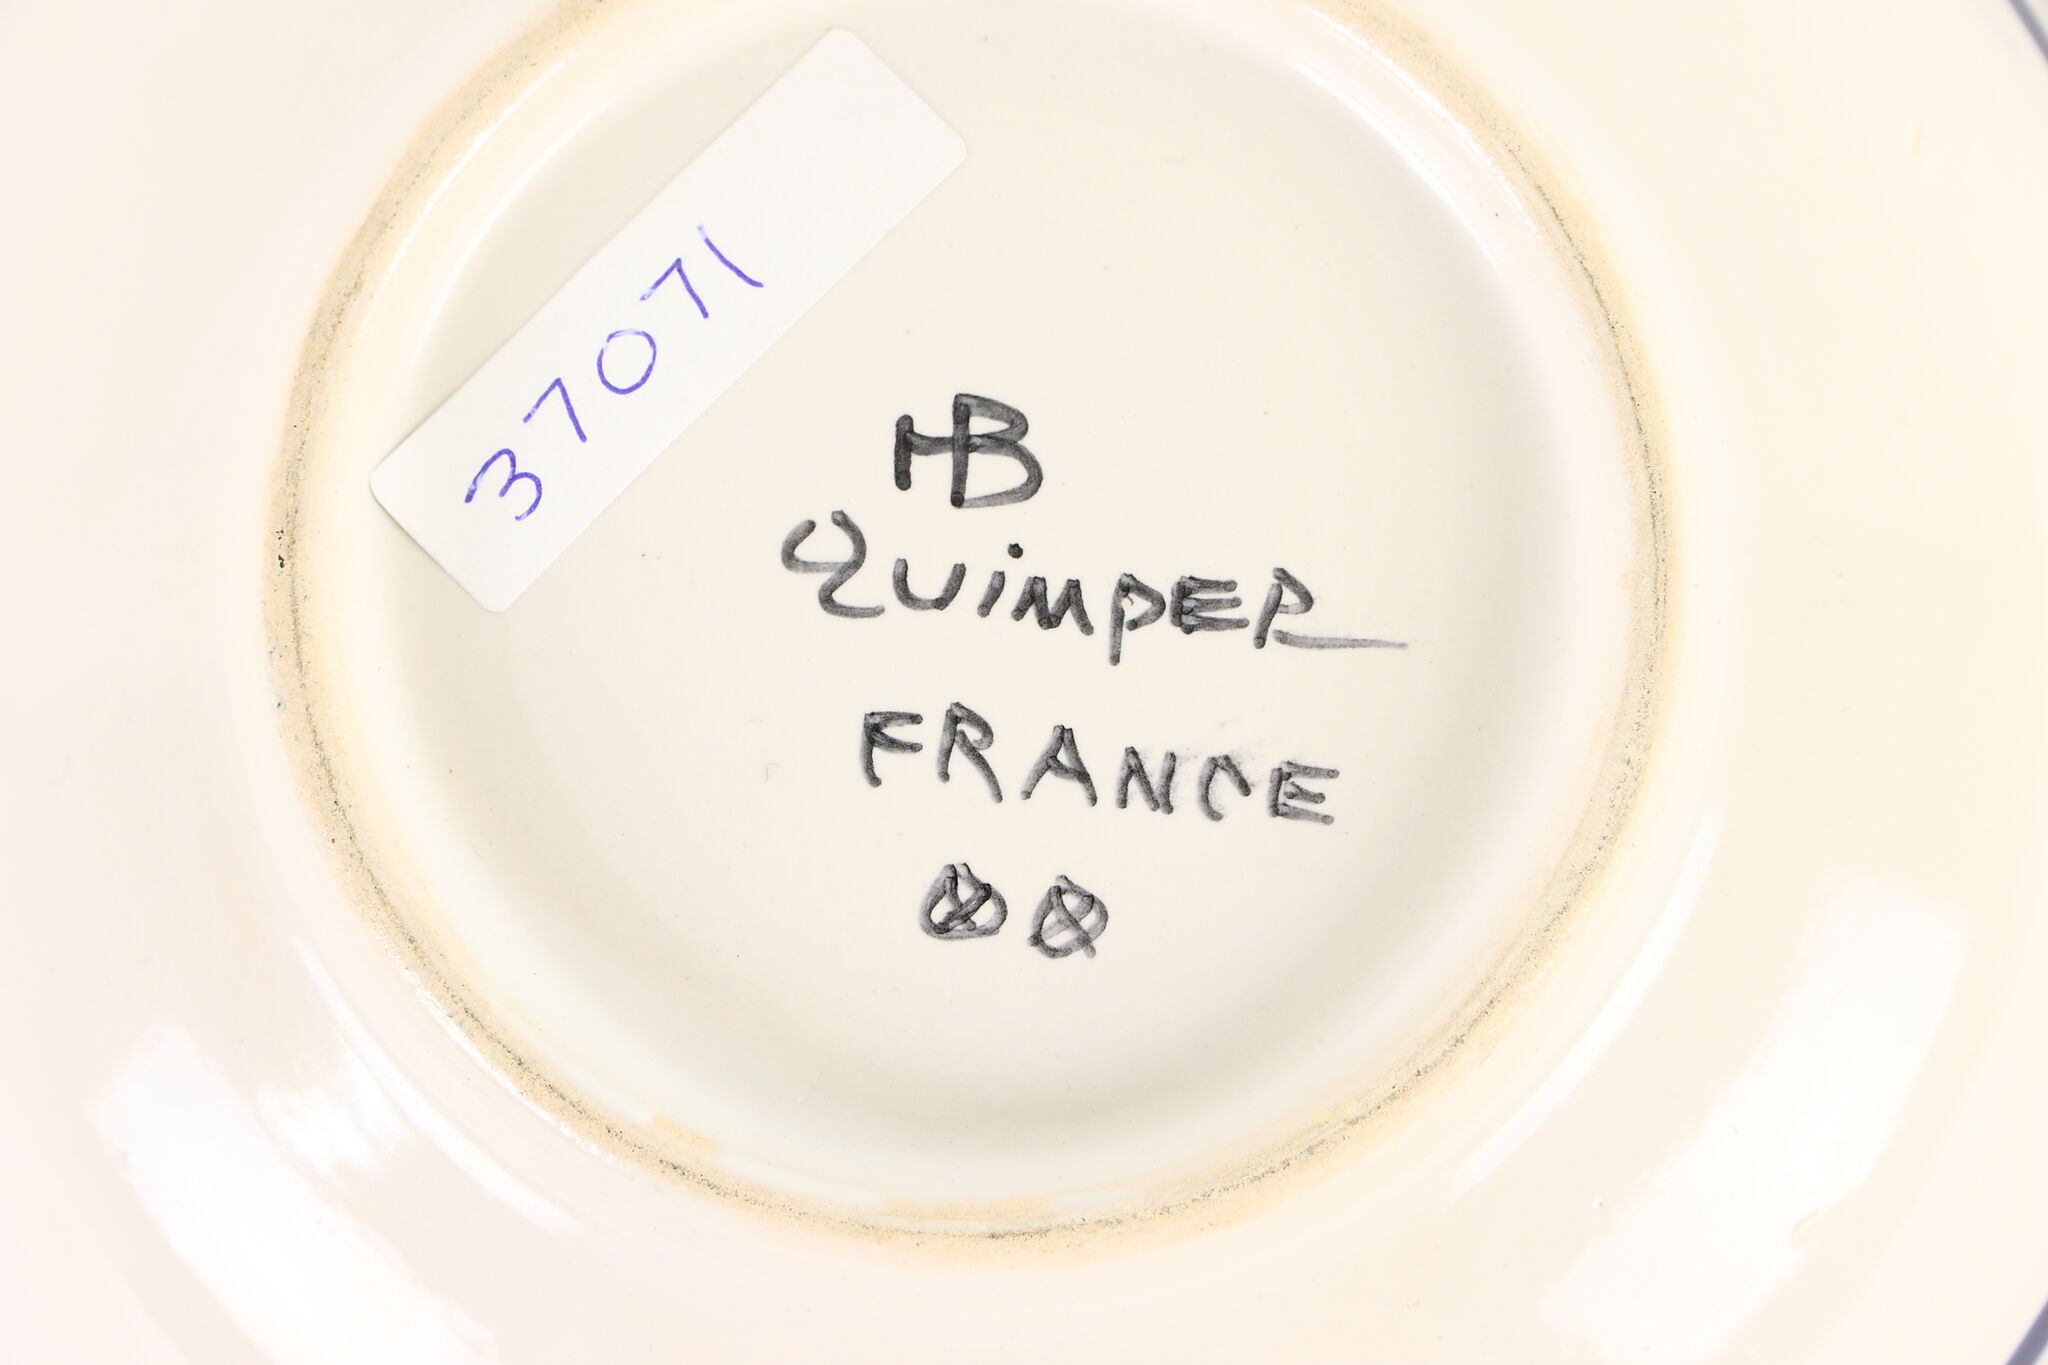 37071
HB
QUIMPER
FRANCE